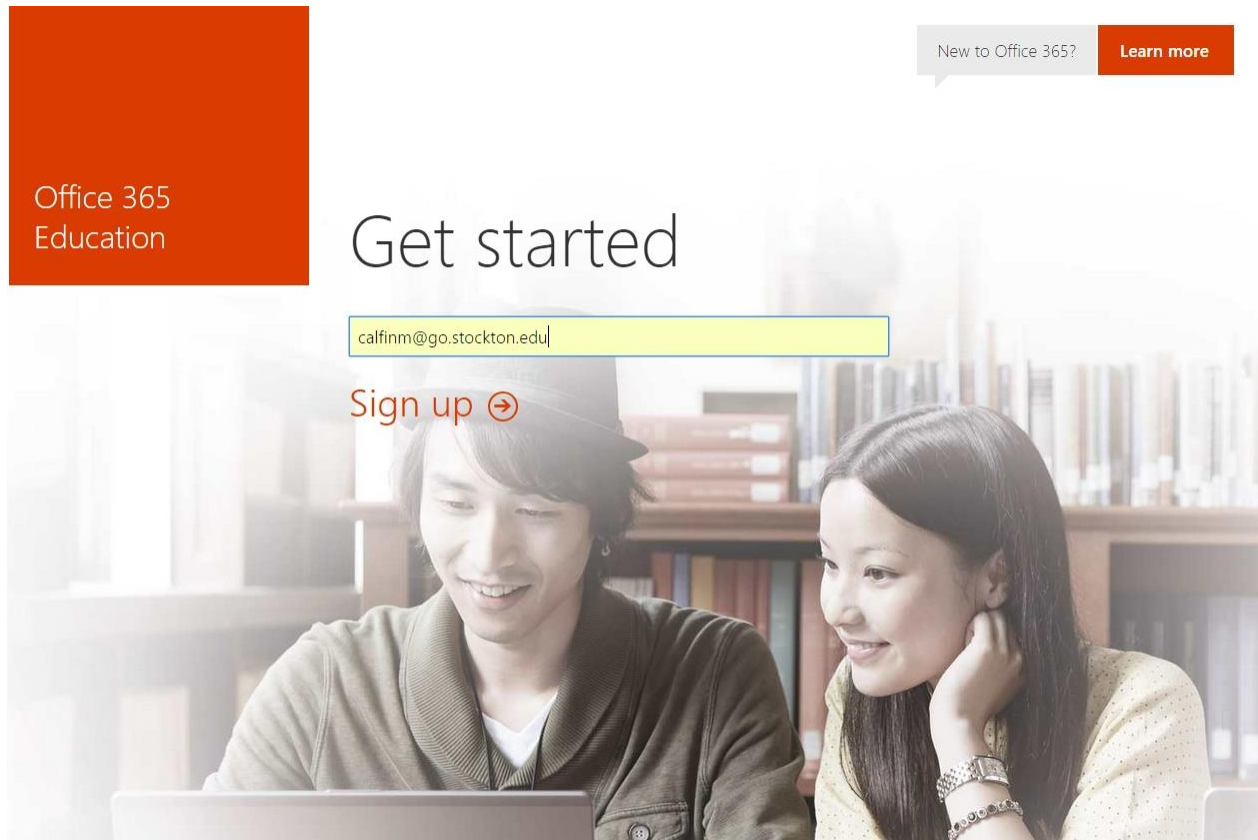 New to Office 365?
Learn more
Office 365
Education
Get started
calfinm@go.stockton.edu
Sign up